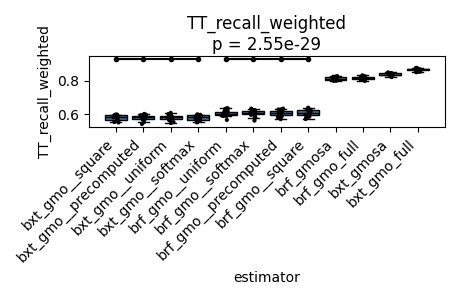 TT_recall_weighted
p = 2.55e-29
TT_recall_weighted
0.8
0.6
bxt_gmo__square
bxt_gmo__precomputed
bxt_gmo__uniform
bxt_gmo__softmax
brf_gmo__uniform
brf_gmo__softmax
brf_gmo__precomputed
brf_gmo__square
brf_gmosa
brf_gmo_full
bxt_gmosa
bxt_gmo_full
estimator